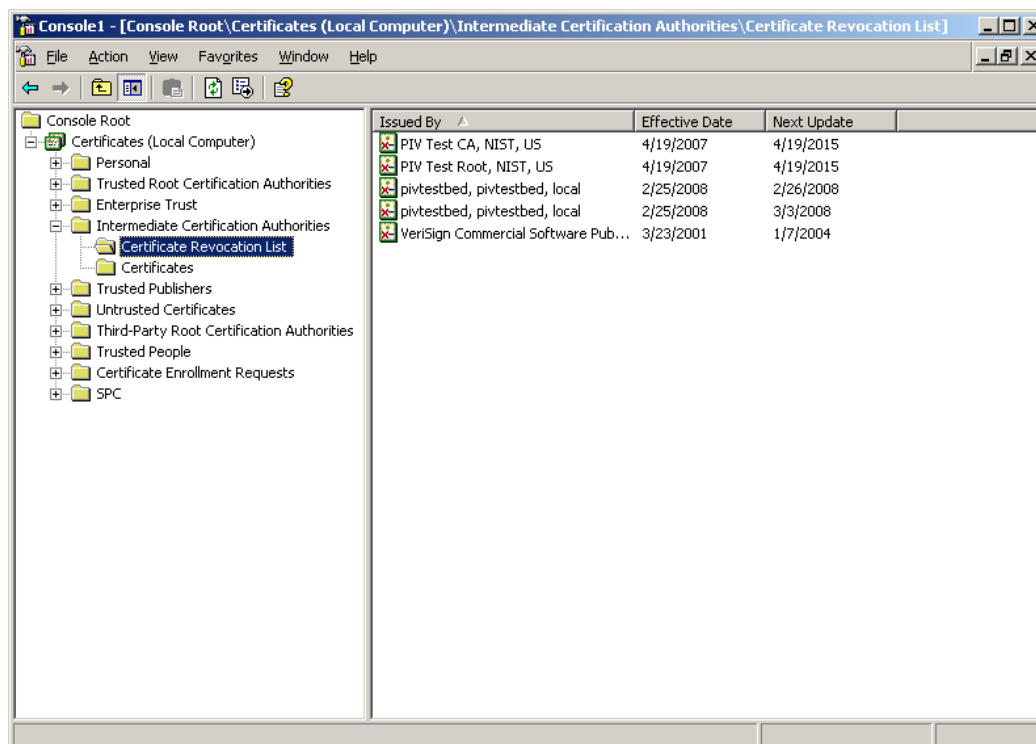 Console1 - [Console Root\Certificates (Local Computer)\Intermediate Certification Authorities\Certificate Revocation List]
File Action View Favorites Window Help
Console Root
Certificates (Local Computer)
Personal
Trusted Root Certification Authorities
Enterprise Trust
Intermediate Certification Authorities
Certificate Revocation List
Certificates
Trusted Publishers
Untrusted Certificates
Third-Party Root Certification Authorities
Trusted People
Certificate Enrollment Requests
SPC
Issued By Effective Date Next Update
PIV Test CA, NIST, US 4/19/2007 4/19/2015
PIV Test Root, NIST, US 4/19/2007 4/19/2015
pivtestbed, pivtestbed, local 2/25/2008 2/26/2008
pivtestbed, pivtestbed, local 2/25/2008 3/3/2008
VeriSign Commercial Software Pub... 3/23/2001 1/7/2004